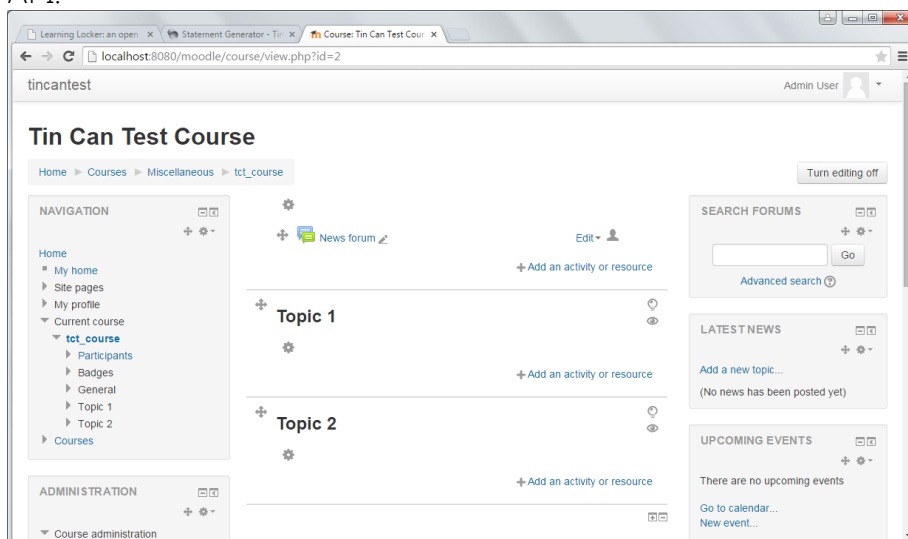 Learning Locker: an open
Statement Generator - Tin
Course: Tin Can Test Cour
localhost:8080/moodle/course/view.php?id=2
tincantest
Admin User
Tin Can Test Course
Home Courses Miscellaneous tct_course
Turn editing off
NAVIGATION
Home
My home
Site pages
My profile
Current course
tct_course
Participants
Badges
General
Topic 1
Topic 2
Courses
ADMINISTRATION
Course administration
News forum
Edit
Add an activity or resource
Topic 1
Add an activity or resource
Topic 2
Add an activity or resource
SEARCH FORUMS
Go
Advanced search
LATEST NEWS
Add a new topic...
(No news has been posted yet)
UPCOMING EVENTS
There are no upcoming events
Go to calendar...
New event...